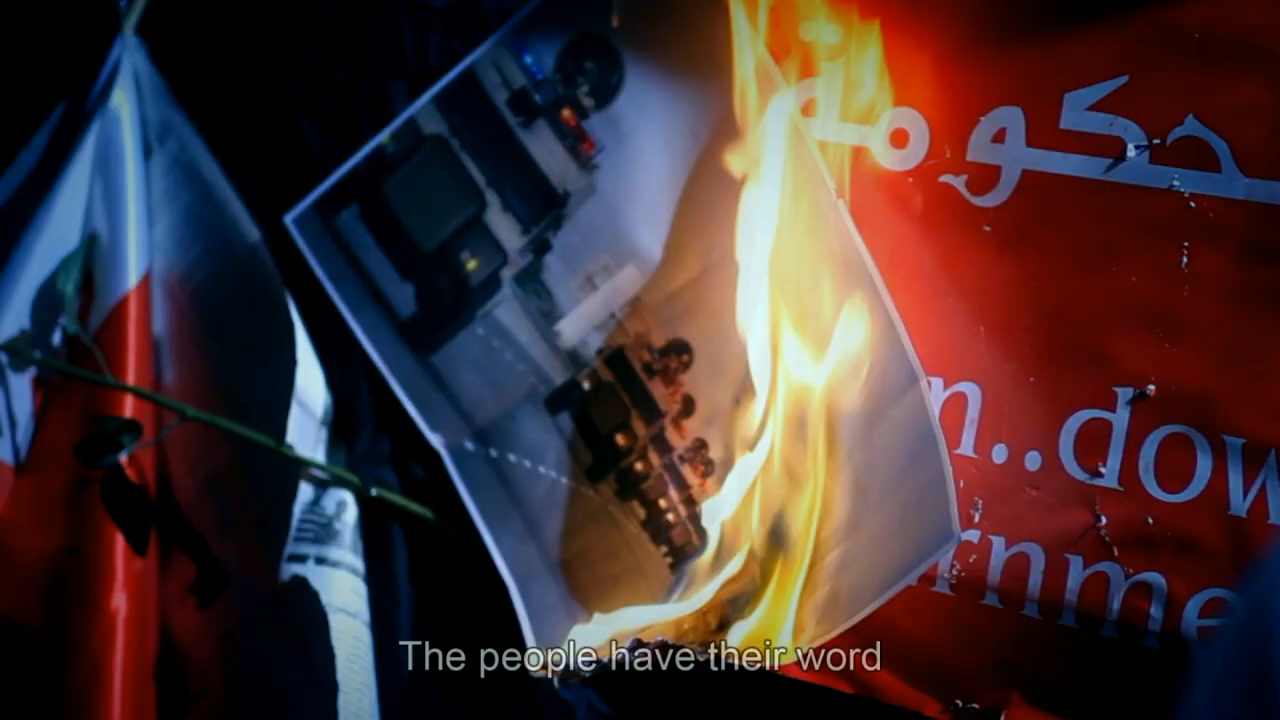 حكومة
n..dow
rnme
The people have their word